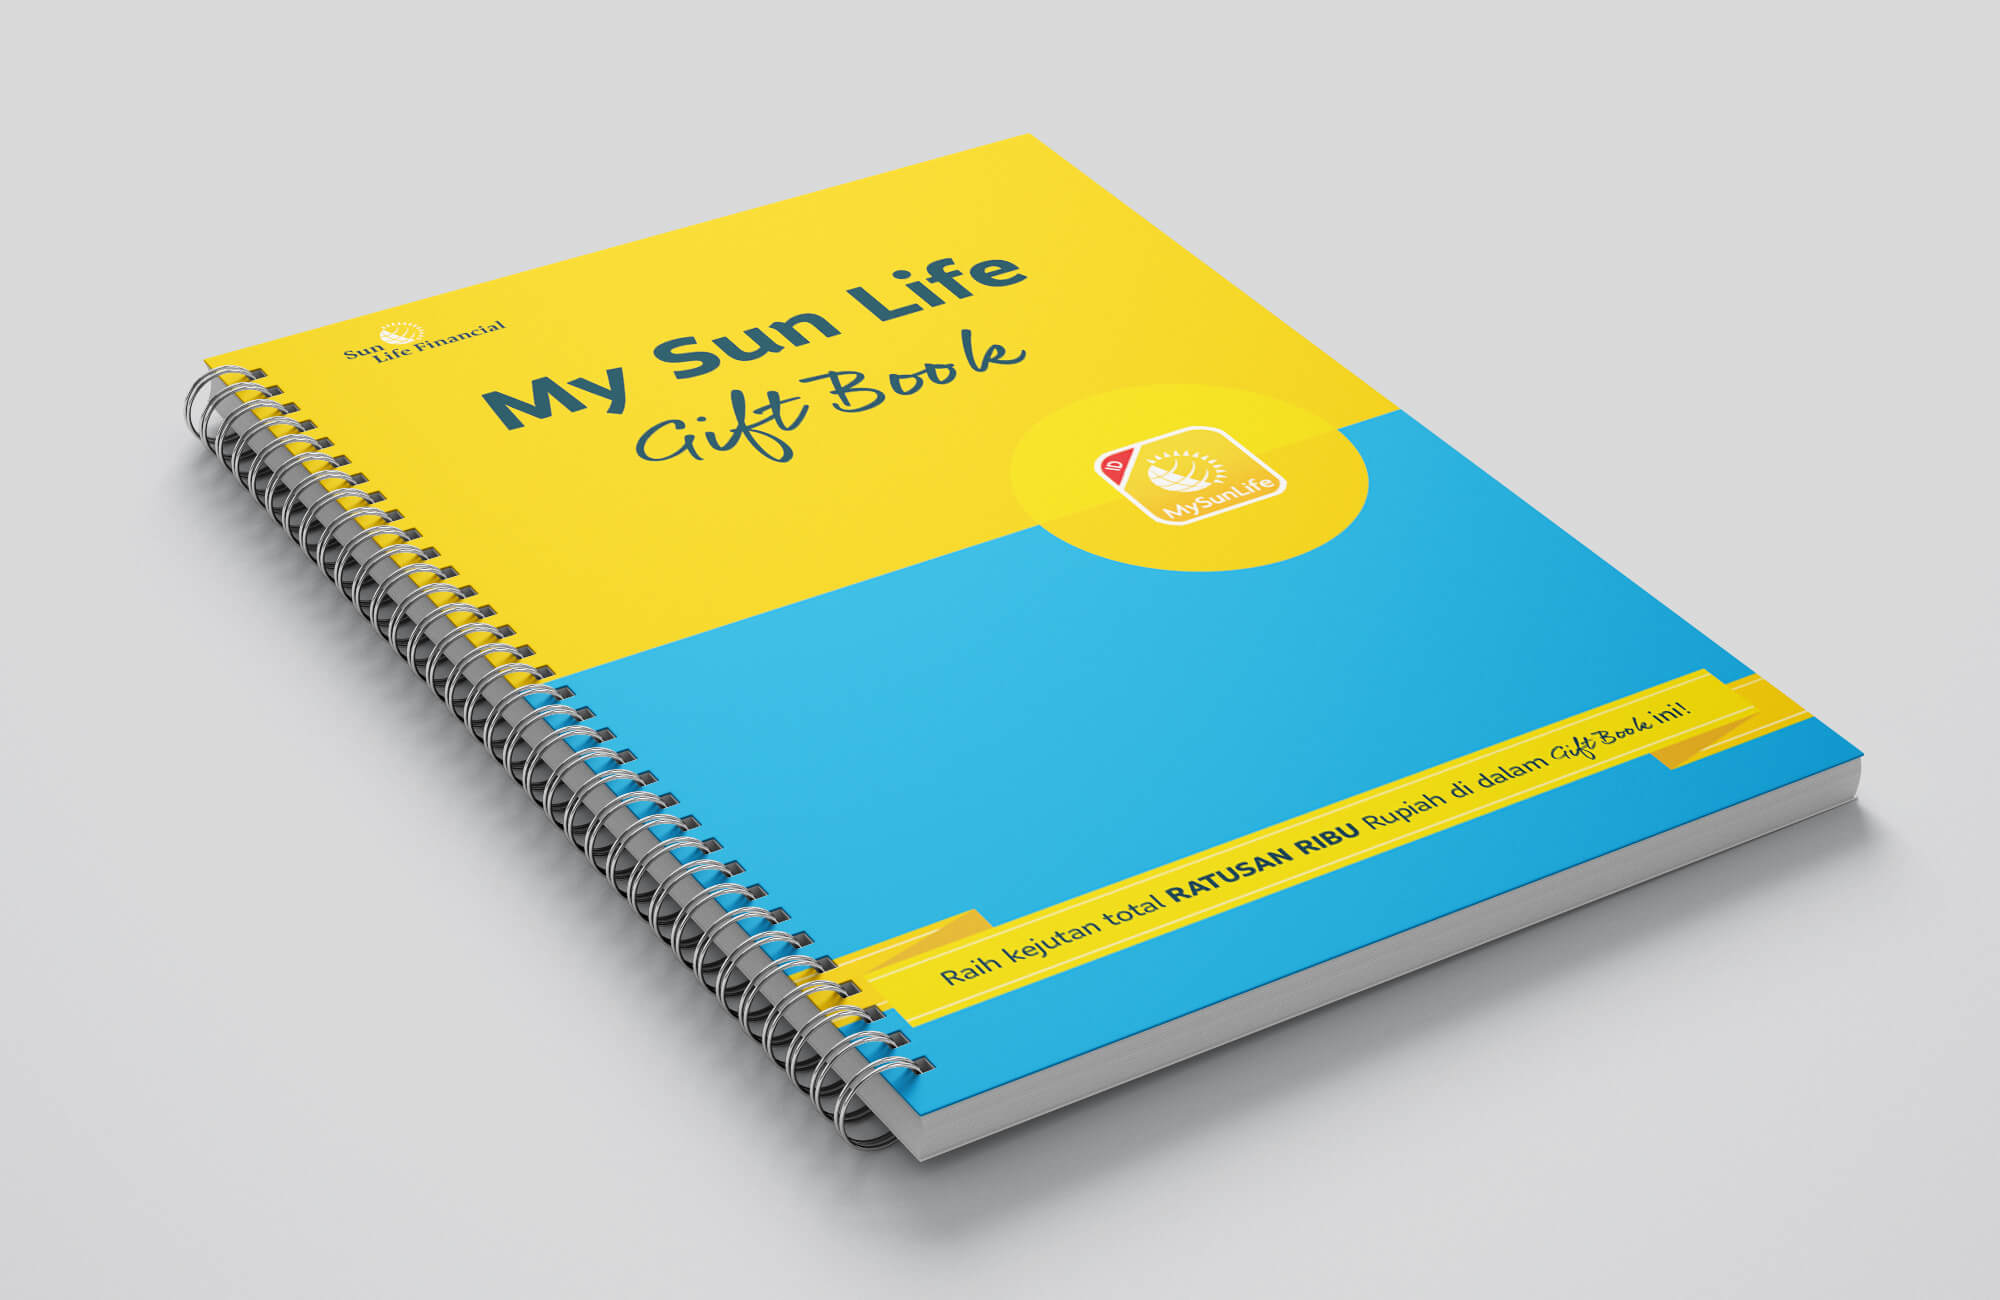 Sun
Life Financial
My Sun Life
Gift Book
ID
MySunLife
Raih kejutan total RATUSAN RIBU Rupiah di dalam Gift Book ini!